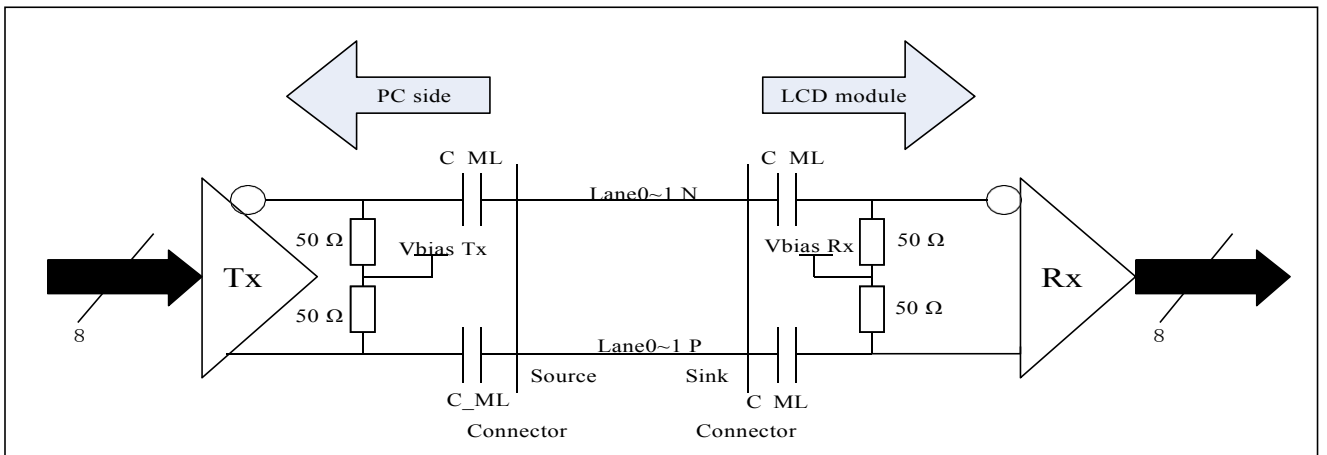 PC side
LCD module
C ML
C ML
Lane0~1 N
50 Ω
Vbias Tx
Vbias Rx
50 Ω
Tx
Rx
50 Ω
50 Ω
8
8
Lane0~1 P
Source
Sink
C_ML
C ML
Connector
Connector